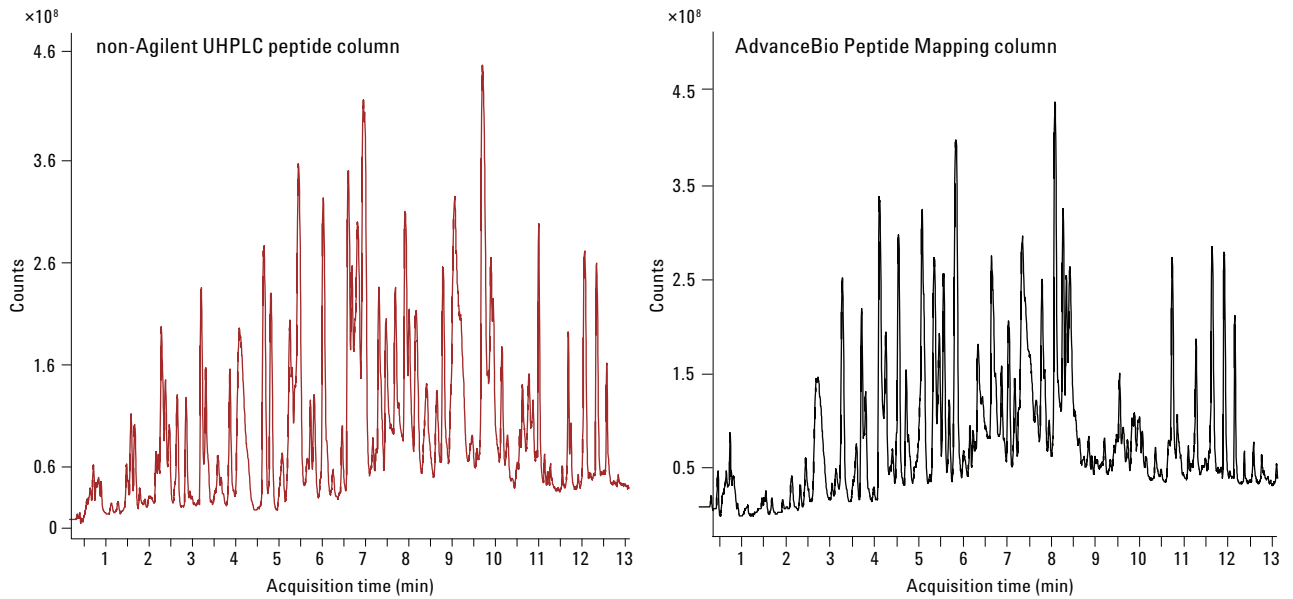 ×10⁸
non-Agilent UHPLC peptide column
4.6
3.6
2.6
1.6
0.6
0
Counts
1 2 3 4 5 6 7 8 9 10 11 12 13
Acquisition time (min)
×10⁸
AdvanceBio Peptide Mapping column
4.5
3.5
2.5
1.5
0.5
Counts
1 2 3 4 5 6 7 8 9 10 11 12 13
Acquisition time (min)